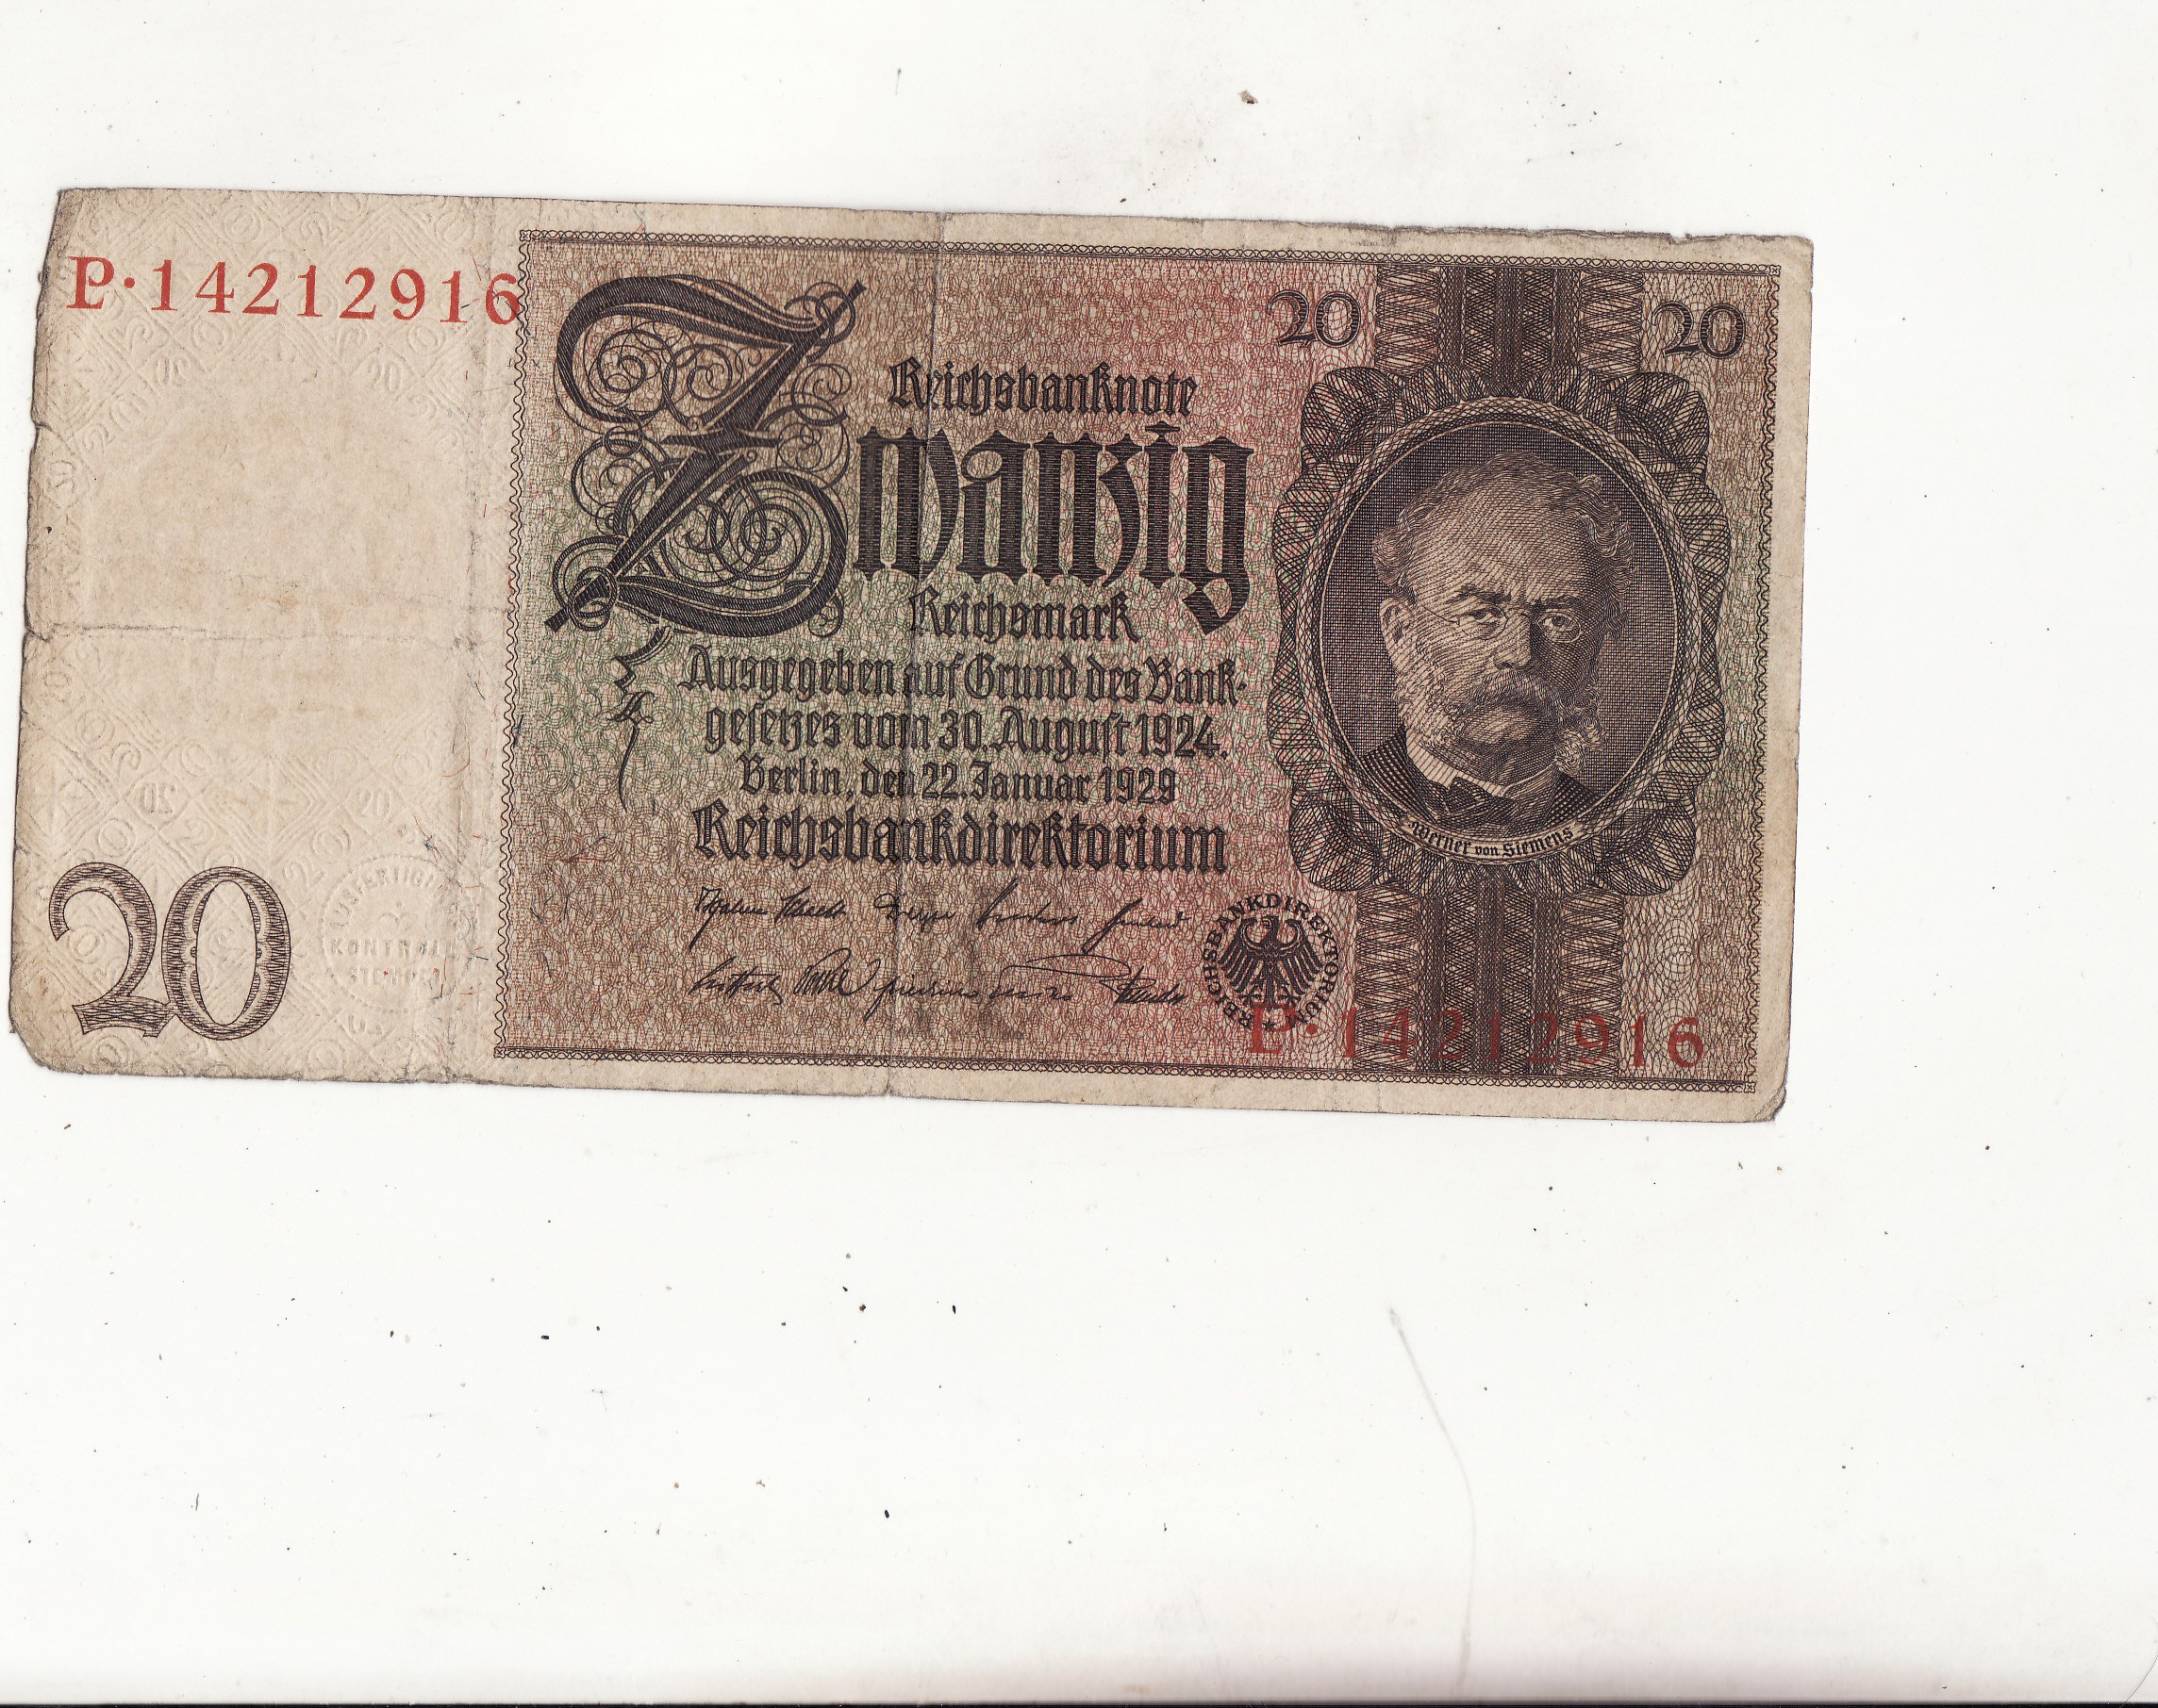 P·14212916
20
20
Reichsbanknote
Zwanzig
Reichsmark
Ausgegeben auf Grund des Bank-
gesetzes vom 30. August 1924.
Berlin, den 22. Januar 1929
Reichsbankdirektorium
Werner von Siemens
REICHSBANKDIREKTORIUM
20
KONTROLL
P·14212916